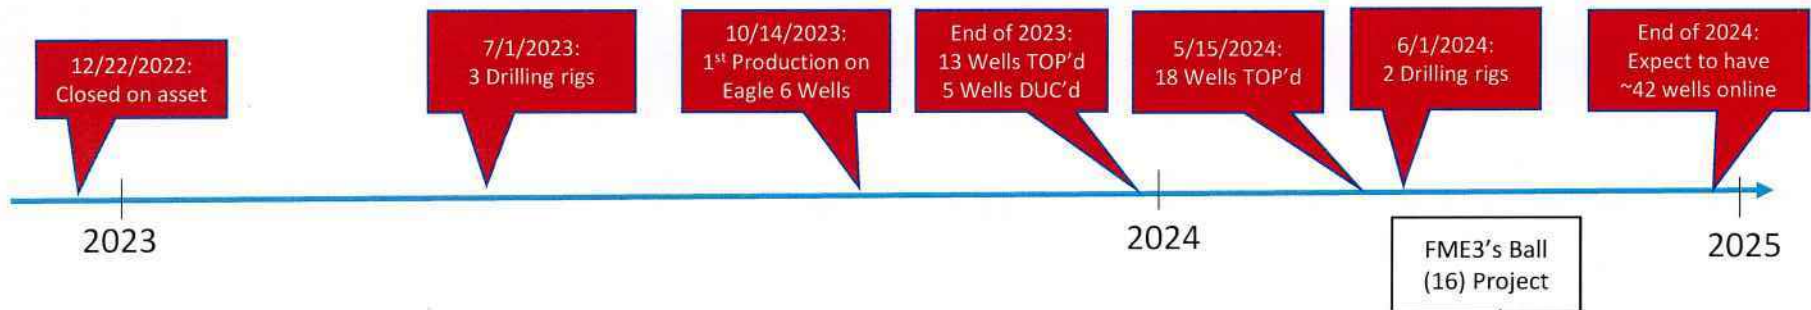 12/22/2022:
Closed on asset
7/1/2023:
3 Drilling rigs
10/14/2023:
1st Production on
Eagle 6 Wells
End of 2023:
13 Wells TOP'd
5 Wells DUC'd
5/15/2024:
18 Wells TOP'd
6/1/2024:
2 Drilling rigs
End of 2024:
Expect to have
~42 wells online
2023
2024
2025
FME3's Ball
(16) Project